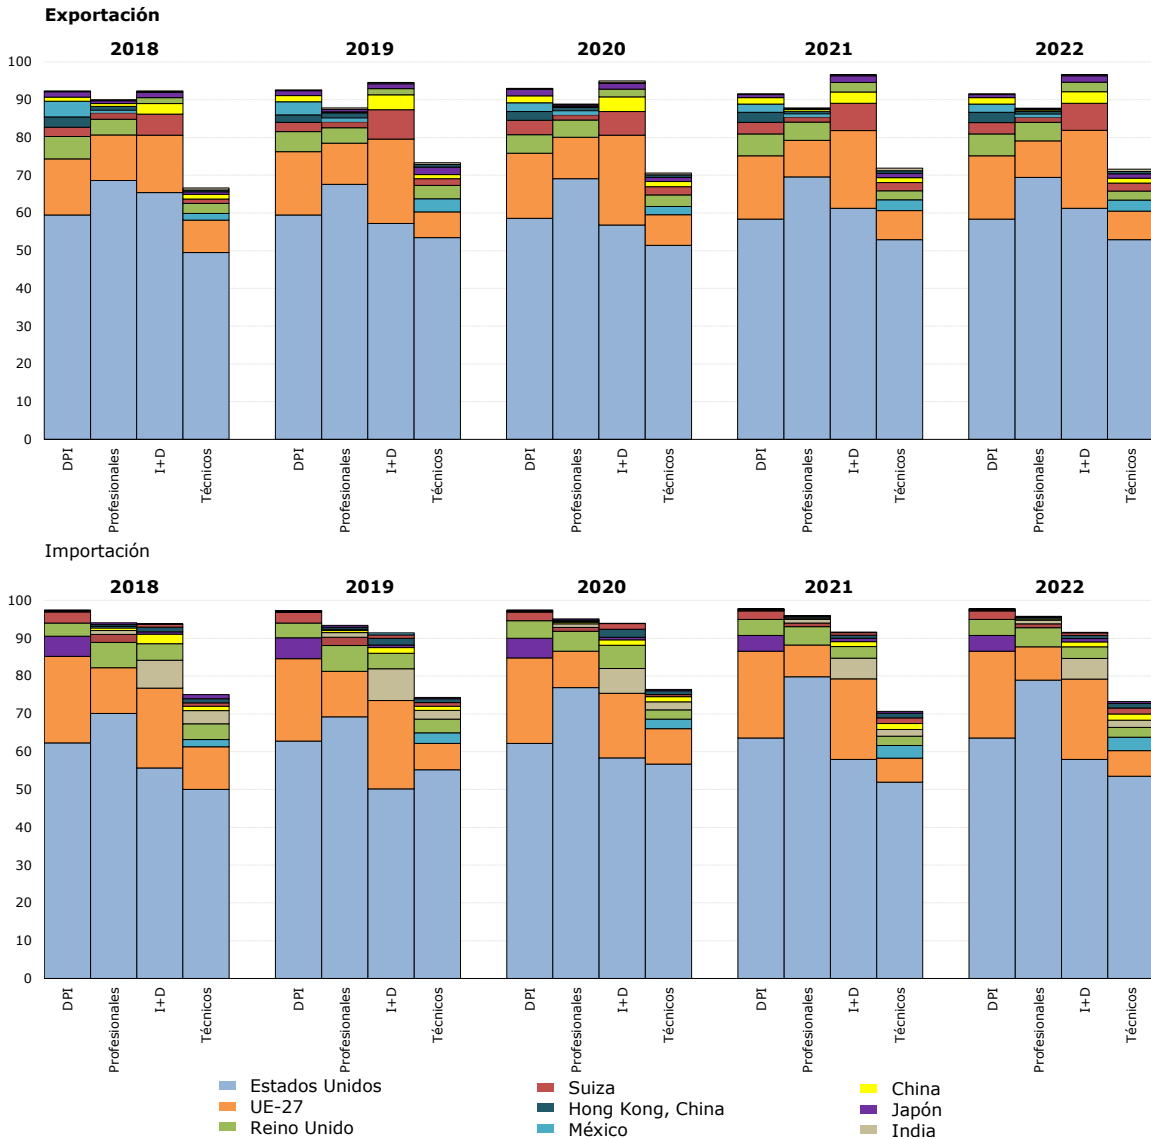 Exportación
2018 2019 2020 2021 2022
100
90
80
70
60
50
40
30
20
10
0
DPI Profesionales I+D Técnicos DPI Profesionales I+D Técnicos DPI Profesionales I+D Técnicos DPI Profesionales I+D Técnicos DPI Profesionales I+D Técnicos
Importación
2018 2019 2020 2021 2022
100
90
80
70
60
50
40
30
20
10
0
DPI Profesionales I+D Técnicos DPI Profesionales I+D Técnicos DPI Profesionales I+D Técnicos DPI Profesionales I+D Técnicos DPI Profesionales I+D Técnicos
Estados Unidos Suiza China
UE-27 Hong Kong, China Japón
Reino Unido México India